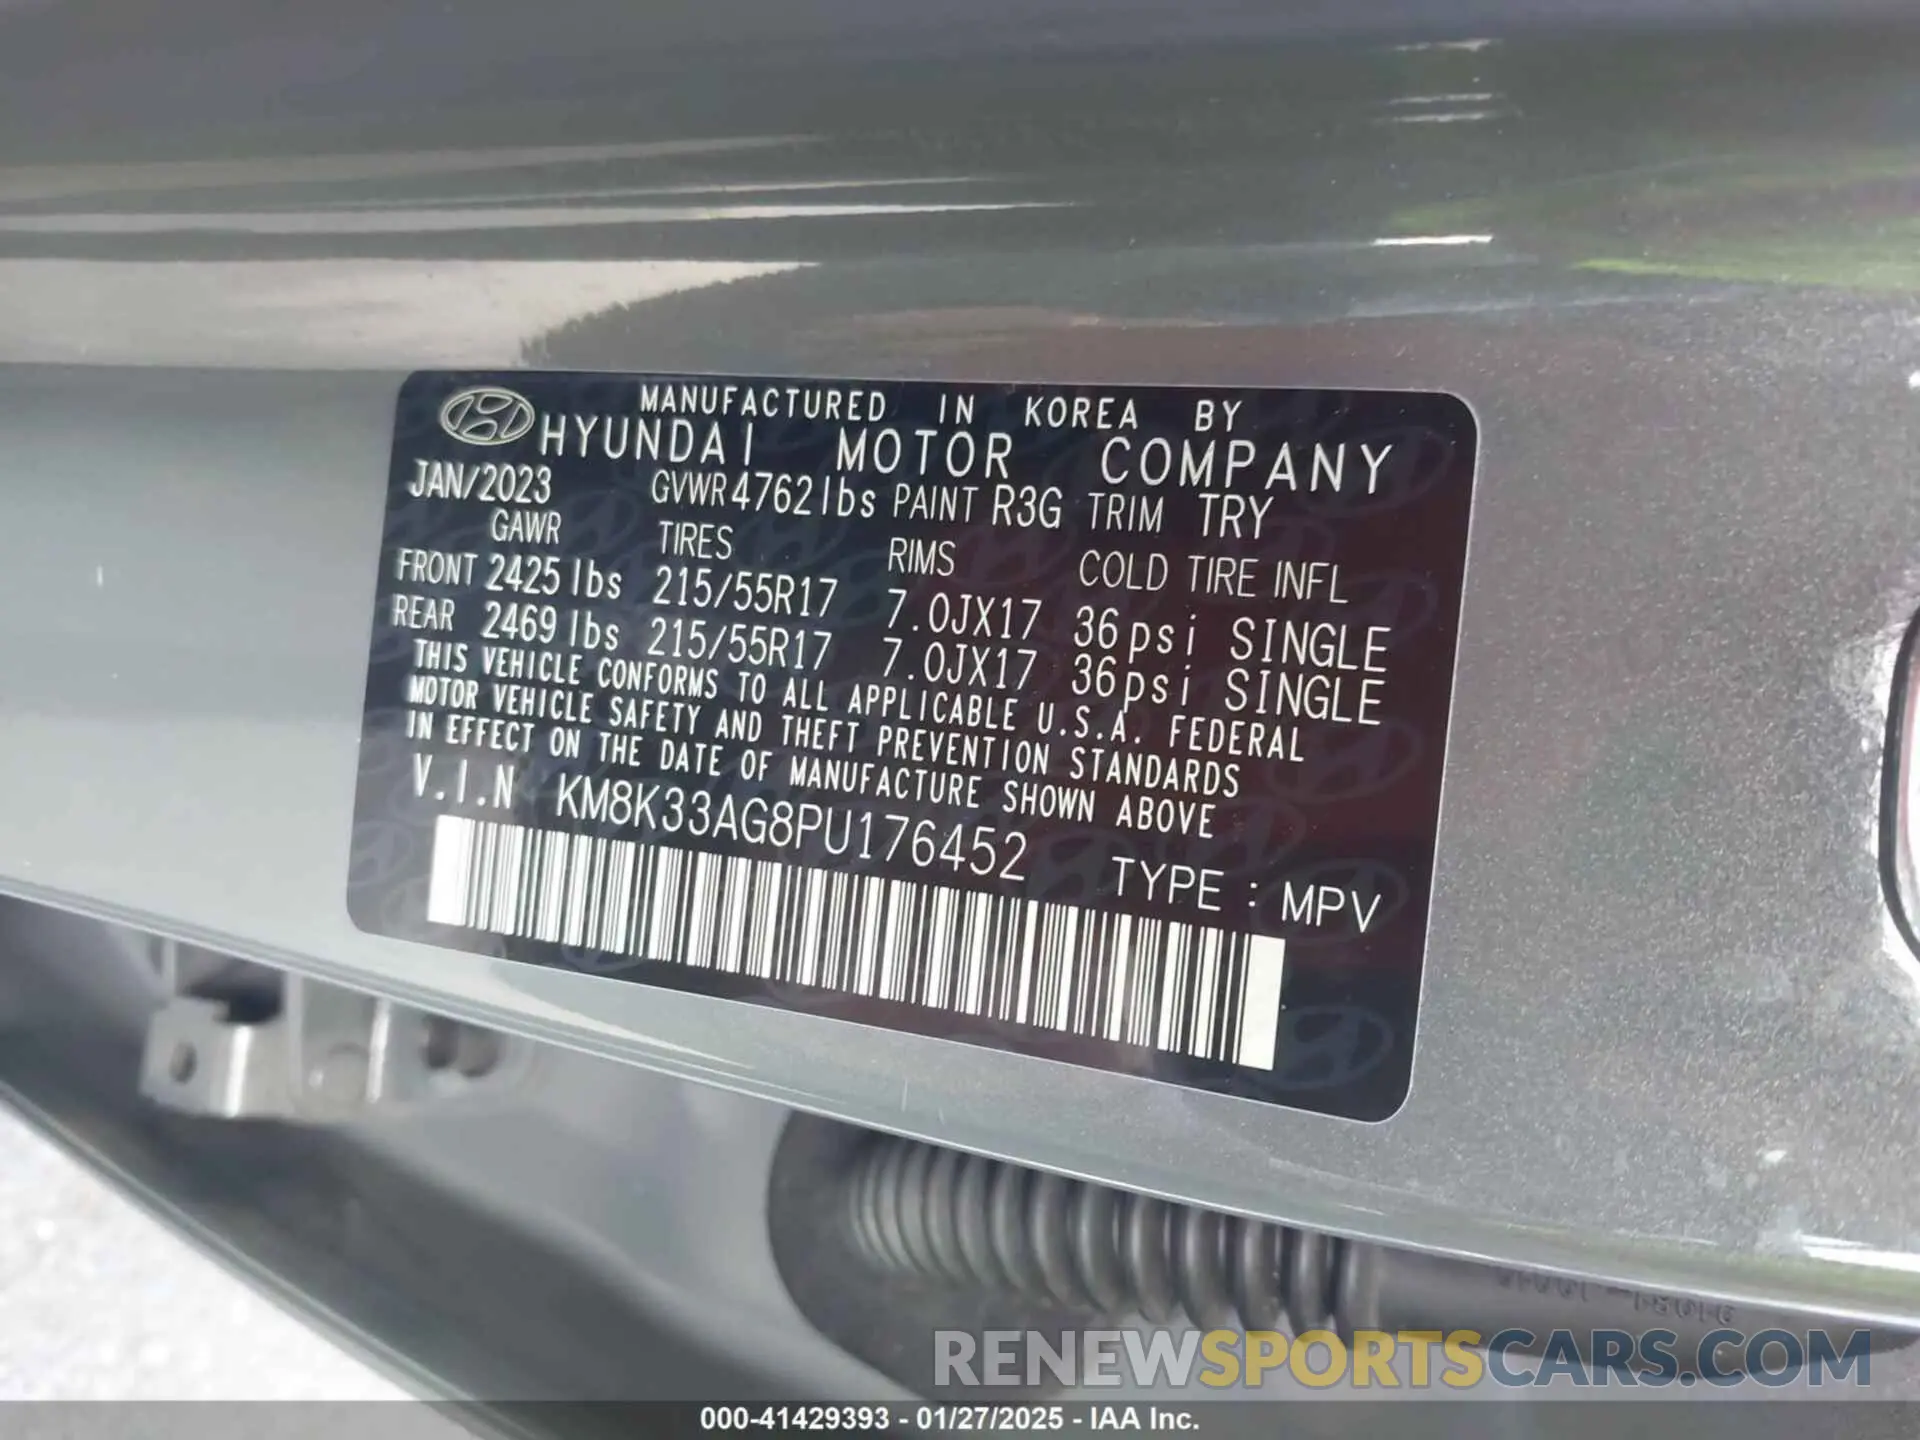 MANUFACTURED IN KOREA BY
HYUNDAI MOTOR COMPANY
JAN/2023 GVWR 4762 lbs PAINT R3G TRIM TRY
GAWR TIRES RIMS COLD TIRE INFL
FRONT 2425 lbs 215/55R17 7.0JX17 36psi SINGLE
REAR 2469 lbs 215/55R17 7.0JX17 36psi SINGLE
THIS VEHICLE CONFORMS TO ALL APPLICABLE U.S.A. FEDERAL
MOTOR VEHICLE SAFETY AND THEFT PREVENTION STANDARDS
IN EFFECT ON THE DATE OF MANUFACTURE SHOWN ABOVE
V.I.N KM8K33AG8PU176452
TYPE : MPV
RENEWSPORTSCARS.COM
000-41429393 - 01/27/2025 - IAA Inc.